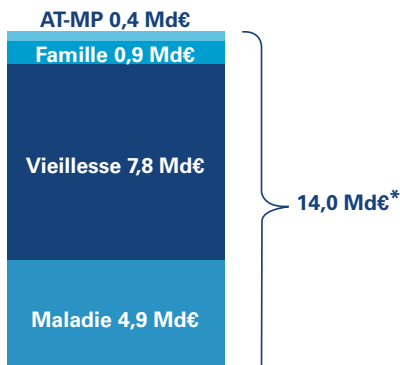 AT-MP 0,4 Md€
Famille 0,9 Md€
Vieillesse 7,8 Md€
14,0 Md€*
Maladie 4,9 Md€